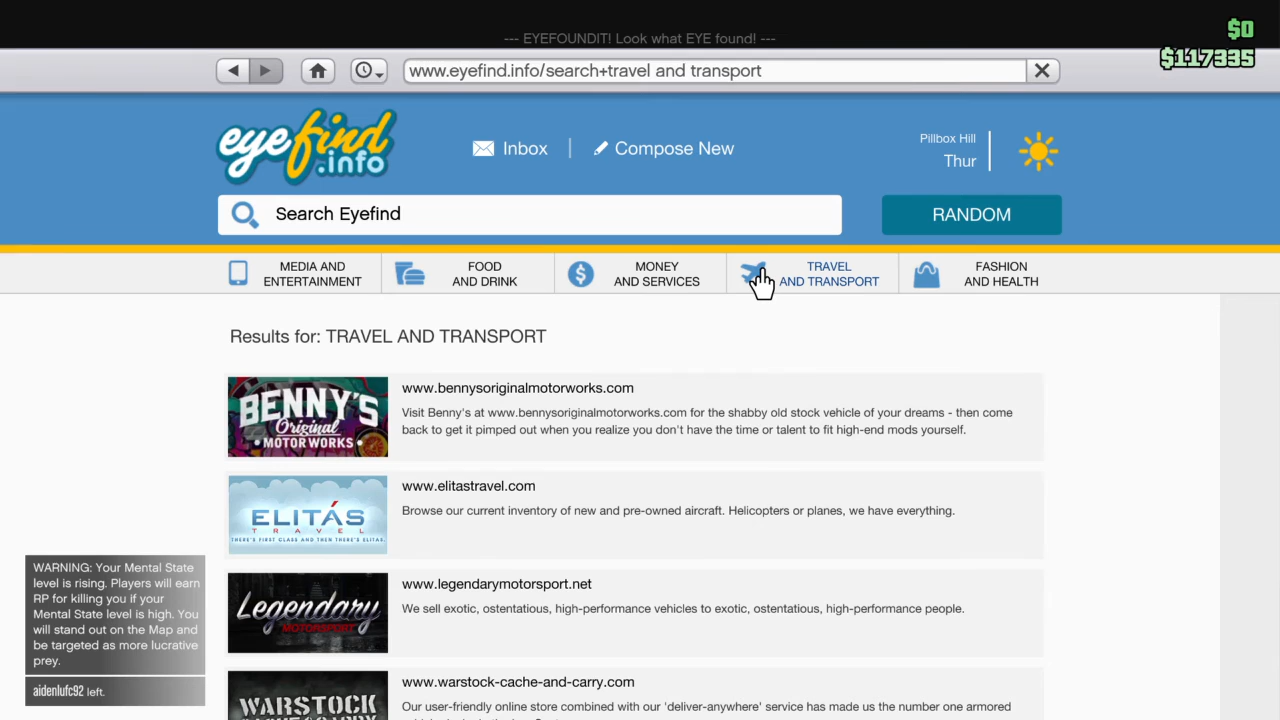 --- EYEFOUNDIT! Look what EYE found! ---
$0
$117335
www.eyefind.info/search+travel and transport
eyefind
.info
Inbox
Compose New
Pillbox Hill
Thur
Search Eyefind
RANDOM
MEDIA AND
ENTERTAINMENT
FOOD
AND DRINK
MONEY
AND SERVICES
TRAVEL
AND TRANSPORT
FASHION
AND HEALTH
Results for: TRAVEL AND TRANSPORT
BENNY'S
Original
MOTOR WORKS
www.bennysoriginalmotorworks.com
Visit Benny's at www.bennysoriginalmotorworks.com for the shabby old stock vehicle of your dreams - then come
back to get it pimped out when you realize you don't have the time or talent to fit high-end mods yourself.
ELITÁS
TRAVEL
THERE'S FIRST CLASS AND THEN THERE'S ELITAS.
www.elitastravel.com
Browse our current inventory of new and pre-owned aircraft. Helicopters or planes, we have everything.
Legendary
MOTORSPORT
www.legendarymotorsport.net
We sell exotic, ostentatious, high-performance vehicles to exotic, ostentatious, high-performance people.
WARSTOCK
www.warstock-cache-and-carry.com
Our user-friendly online store combined with our 'deliver-anywhere' service has made us the number one armored
WARNING: Your Mental State
level is rising. Players will earn
RP for killing you if your
Mental State level is high. You
will stand out on the Map and
be targeted as more lucrative
prey.
aidenlufc92 left.